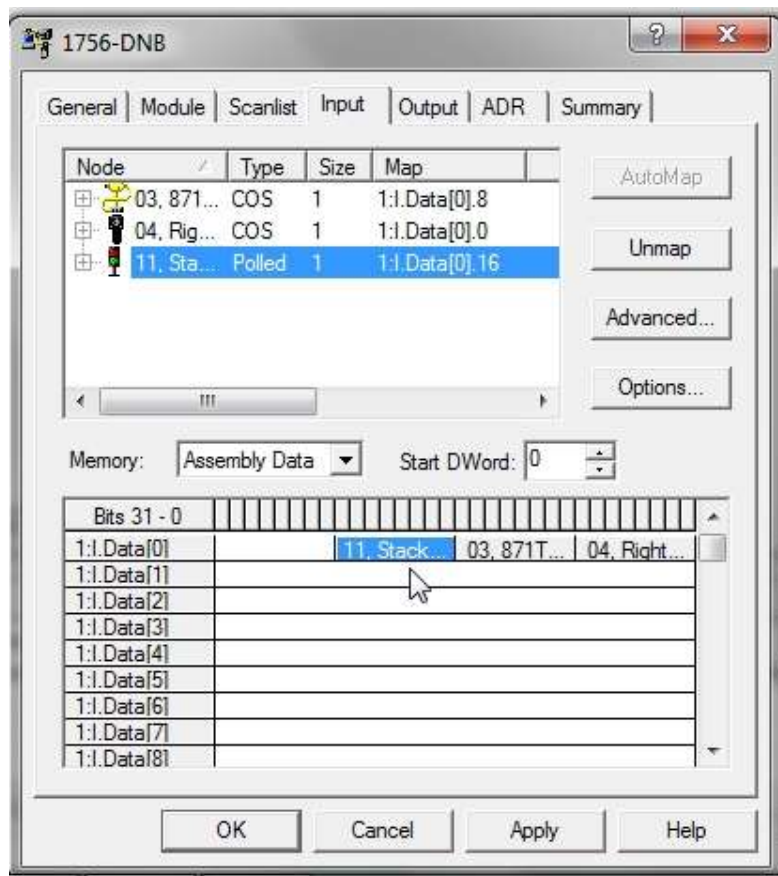 1756-DNB
General Module Scanlist Input Output ADR Summary
Node Type Size Map
03, 871... COS 1 1:I.Data[0].8
04, Rig... COS 1 1:I.Data[0].0
11, Sta... Polled 1 1:I.Data[0].16
AutoMap
Unmap
Advanced...
Options...
Memory: Assembly Data Start DWord: 0
Bits 31 - 0
1:I.Data[0] 11, Stack... 03, 871T... 04, Right...
1:I.Data[1]
1:I.Data[2]
1:I.Data[3]
1:I.Data[4]
1:I.Data[5]
1:I.Data[6]
1:I.Data[7]
1:I.Data[8]
OK Cancel Apply Help